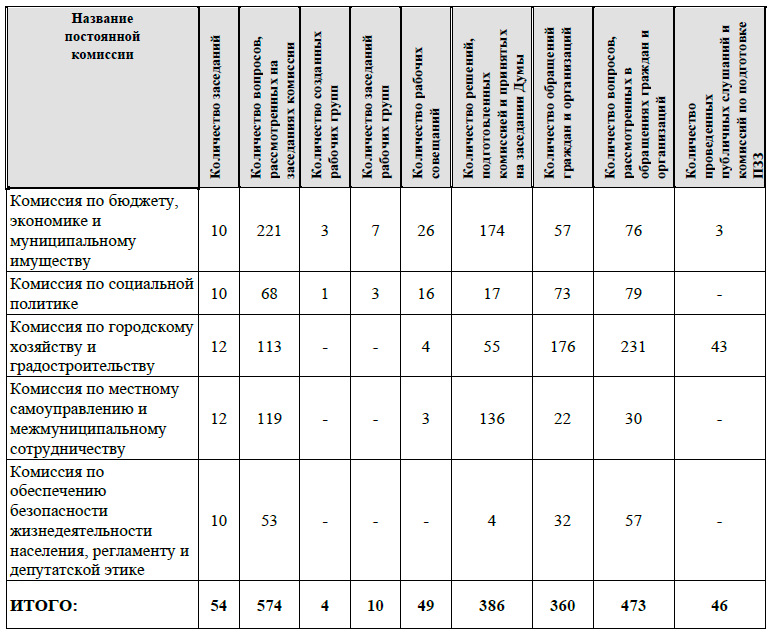 Название
постоянной
комиссии
Количество заседаний
Количество вопросов,
рассмотренных на
заседаниях комиссии
Количество созданных
рабочих групп
Количество заседаний
рабочих групп
Количество рабочих
совещаний
Количество решений,
подготовленных
комиссией и принятых
на заседании Думы
Количество обращений
граждан и организаций
Количество вопросов,
рассмотренных в
обращениях граждан и
организаций
Количество
проведенных
публичных слушаний и
комиссий по подготовке
ПЗЗ
Комиссия по бюджету,
экономике и
муниципальному
имуществу
10 221 3 7 26 174 57 76 3
Комиссия по социальной
политике
10 68 1 3 16 17 73 79 -
Комиссия по городскому
хозяйству и
градостроительству
12 113 - - 4 55 176 231 43
Комиссия по местному
самоуправлению и
межмуниципальному
сотрудничеству
12 119 - - 3 136 22 30 -
Комиссия по
обеспечению
безопасности
жизнедеятельности
населения, регламенту и
депутатской этике
10 53 - - - 4 32 57 -
ИТОГО: 54 574 4 10 49 386 360 473 46